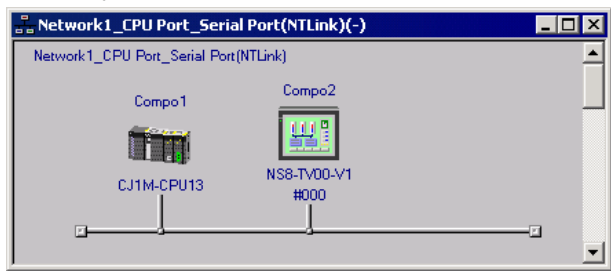 Network1_CPU Port_Serial Port(NTLink)(-)
Network1_CPU Port_Serial Port(NTLink)
Compo1
Compo2
CJ1M-CPU13
NS8-TV00-V1
#000